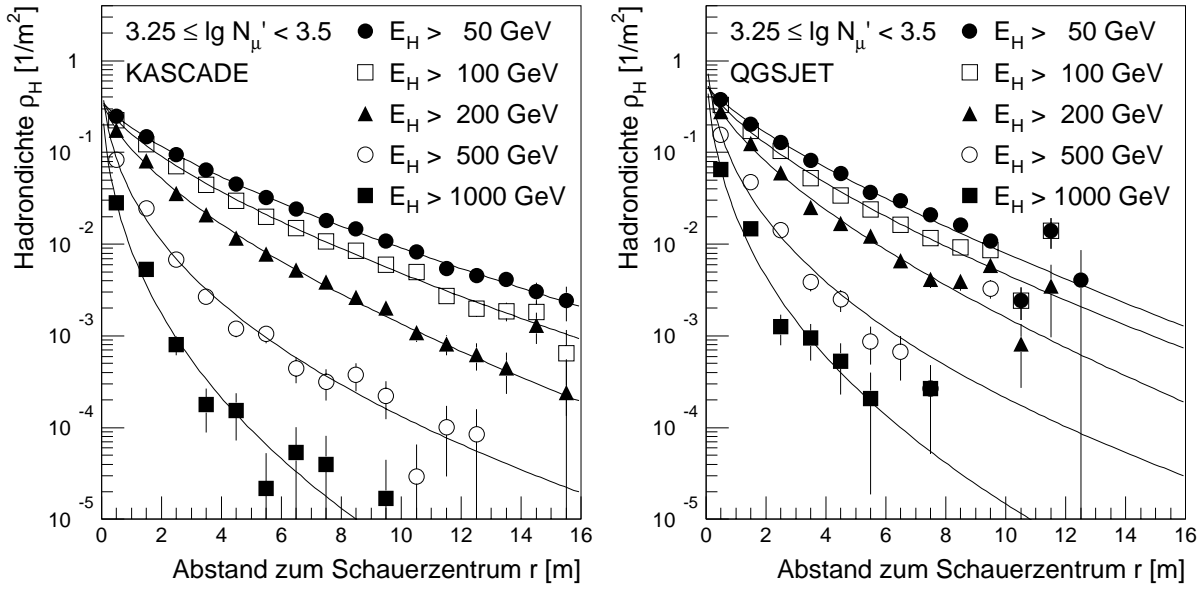 Hadrondichte ρ_H [1/m²]
3.25 ≤ lg N_μ' < 3.5
KASCADE
● E_H > 50 GeV
□ E_H > 100 GeV
▲ E_H > 200 GeV
○ E_H > 500 GeV
■ E_H > 1000 GeV
1
10⁻¹
10⁻²
10⁻³
10⁻⁴
10⁻⁵
0 2 4 6 8 10 12 14 16
Abstand zum Schauerzentrum r [m]
Hadrondichte ρ_H [1/m²]
3.25 ≤ lg N_μ' < 3.5
QGSJET
● E_H > 50 GeV
□ E_H > 100 GeV
▲ E_H > 200 GeV
○ E_H > 500 GeV
■ E_H > 1000 GeV
1
10⁻¹
10⁻²
10⁻³
10⁻⁴
10⁻⁵
0 2 4 6 8 10 12 14 16
Abstand zum Schauerzentrum r [m]